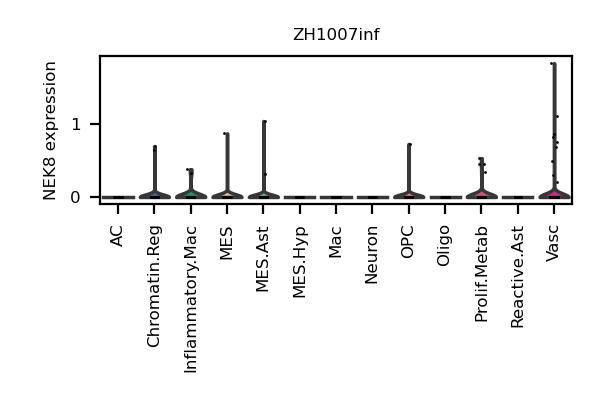 ZH1007inf
NEK8 expression
1
0
AC
Chromatin.Reg
Inflammatory.Mac
MES
MES.Ast
MES.Hyp
Mac
Neuron
OPC
Oligo
Prolif.Metab
Reactive.Ast
Vasc